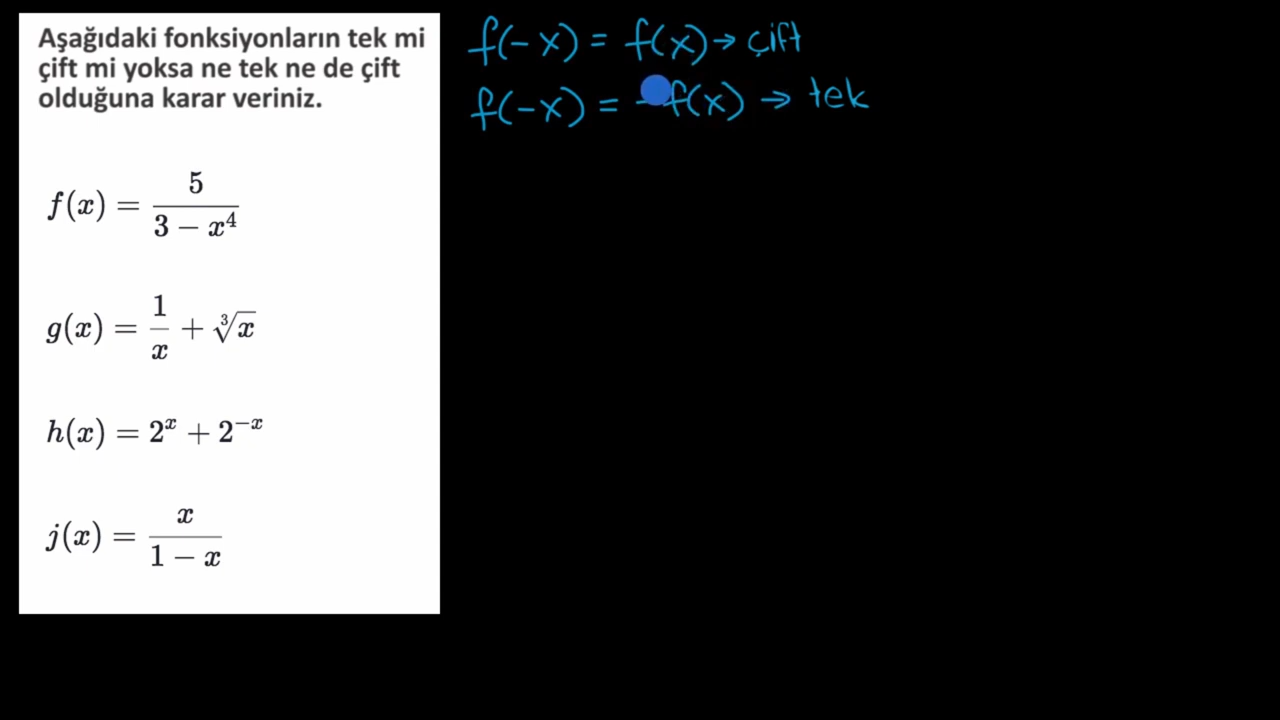 Aşağıdaki fonksiyonların tek mi
çift mi yoksa ne tek ne de çift
olduğuna karar veriniz.
f(x) = 5 / (3 − x⁴)
g(x) = 1/x + ∛x
h(x) = 2ˣ + 2⁻ˣ
j(x) = x / (1 − x)
f(-x) = f(x) → çift
f(-x) = -f(x) → tek